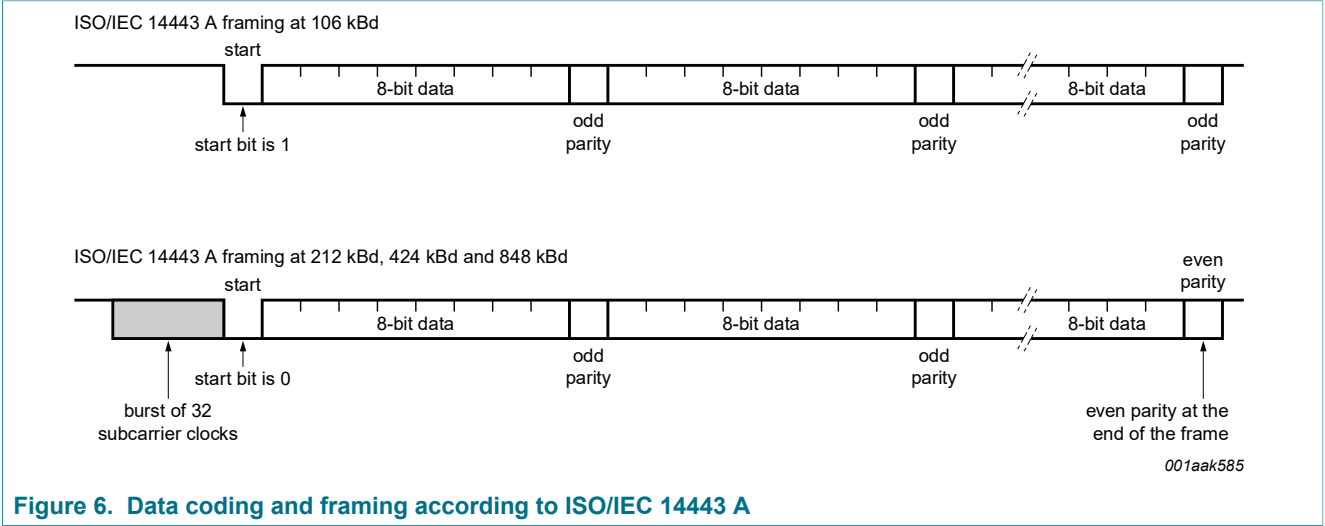 ISO/IEC 14443 A framing at 106 kBd
start
8-bit data
8-bit data
8-bit data
start bit is 1
odd
parity
odd
parity
odd
parity
ISO/IEC 14443 A framing at 212 kBd, 424 kBd and 848 kBd
start
even
parity
8-bit data
8-bit data
8-bit data
start bit is 0
odd
parity
odd
parity
burst of 32
subcarrier clocks
even parity at the
end of the frame
001aak585
Figure 6. Data coding and framing according to ISO/IEC 14443 A